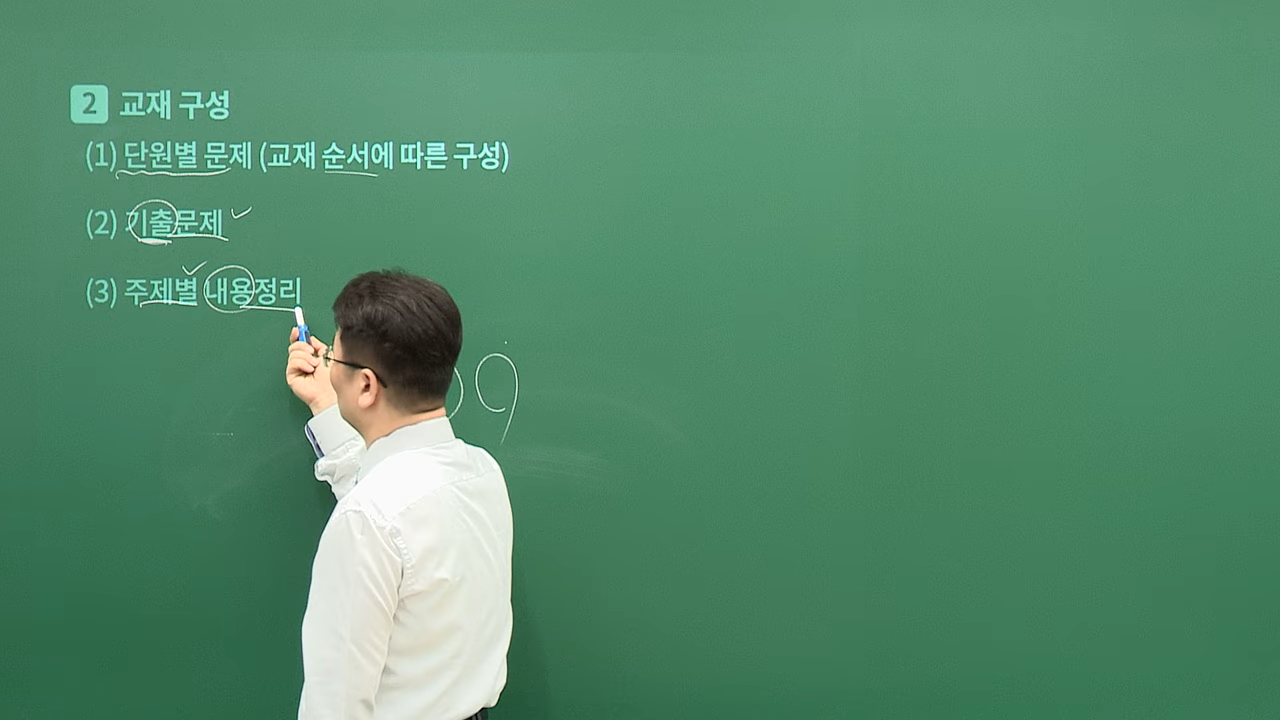 2 교재 구성
(1) 단원별 문제 (교재 순서에 따른 구성)
(2) 기출문제
(3) 주제별 내용정리
9